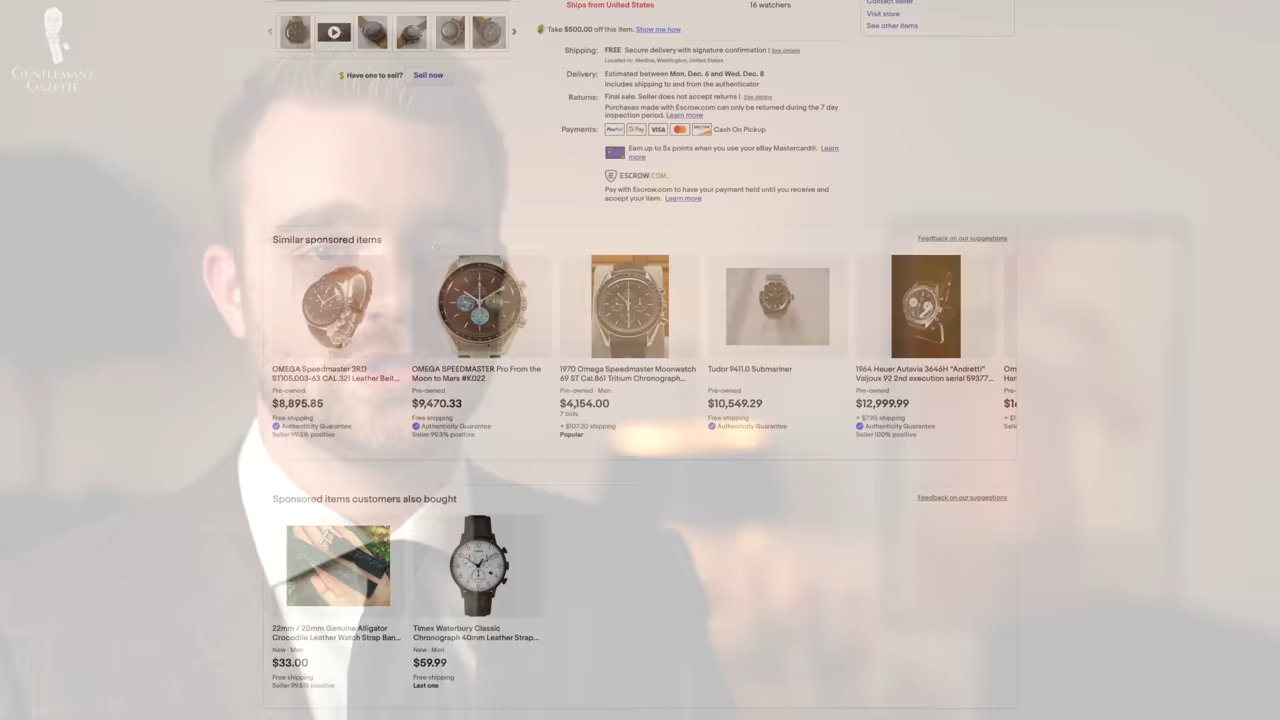 GENTLEMAN'S
GAZETTE
Ships from United States
16 watchers
Contact seller
Visit store
See other items
Take $500.00 off this item. Show me how
Have one to sell? Sell now
Shipping: FREE Secure delivery with signature confirmation | See details
Located in: Medina, Washington, United States
Delivery: Estimated between Mon. Dec. 6 and Wed. Dec. 8
Includes shipping to and from the authenticator
Returns: Final sale. Seller does not accept returns | See details
Purchases made with Escrow.com can only be returned during the 7 day
inspection period. Learn more
Payments: PayPal G Pay VISA Cash On Pickup
Earn up to 5x points when you use your eBay Mastercard®. Learn
more
ESCROW.COM
Pay with Escrow.com to have your payment held until you receive and
accept your item. Learn more
Similar sponsored items
Feedback on our suggestions
OMEGA Speedmaster 3RD
ST105.003-63 CAL.321 Leather Belt...
Pre-owned
$8,895.85
Free shipping
Authenticity Guarantee
Seller 99.3% positive
OMEGA SPEEDMASTER Pro From the
Moon to Mars #K022
Pre-owned
$9,470.33
Free shipping
Authenticity Guarantee
Seller 99.3% positive
1970 Omega Speedmaster Moonwatch
69 ST Cal.861 Tritium Chronograph...
Pre-owned · Men
$4,154.00
7 bids
+ $107.20 shipping
Popular
Tudor 9411.0 Submariner
Pre-owned
$10,549.29
Free shipping
Authenticity Guarantee
1964 Heuer Autavia 3646H "Andretti"
Valjoux 92 2nd execution serial 59377...
Pre-owned
$12,999.99
+ $7.95 shipping
Authenticity Guarantee
Seller 100% positive
Om
Har
Pre-
$1
+ $1
Sell
Sponsored items customers also bought
Feedback on our suggestions
22mm / 20mm Genuine Alligator
Crocodile Leather Watch Strap Ban...
New · Men
$33.00
Free shipping
Seller 99.6% positive
Timex Waterbury Classic
Chronograph 40mm Leather Strap...
New · Men
$59.99
Free shipping
Last one